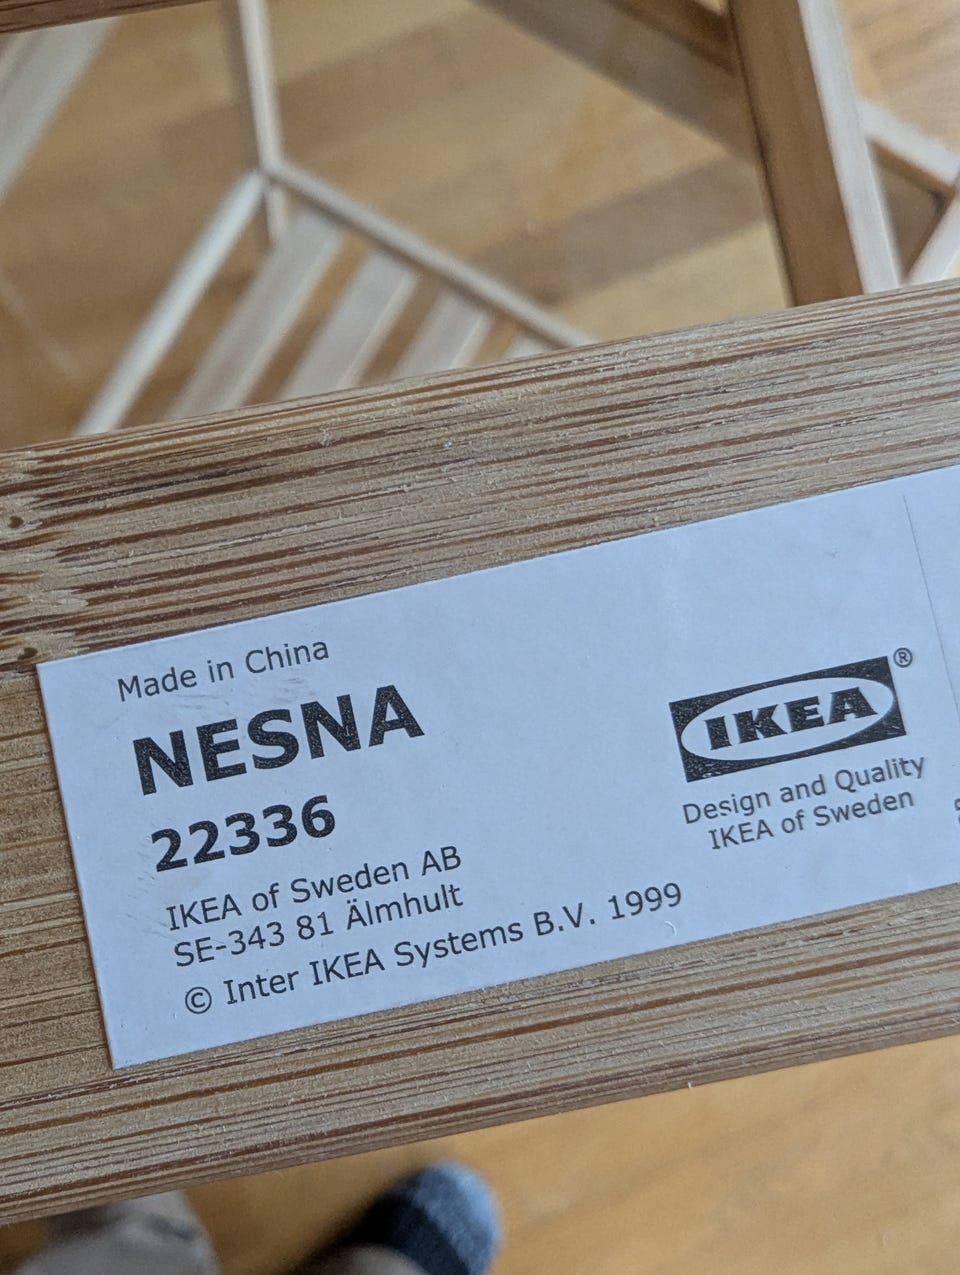 Made in China
NESNA
22336
IKEA of Sweden AB
SE-343 81 Älmhult
© Inter IKEA Systems B.V. 1999
IKEA®
Design and Quality
IKEA of Sweden